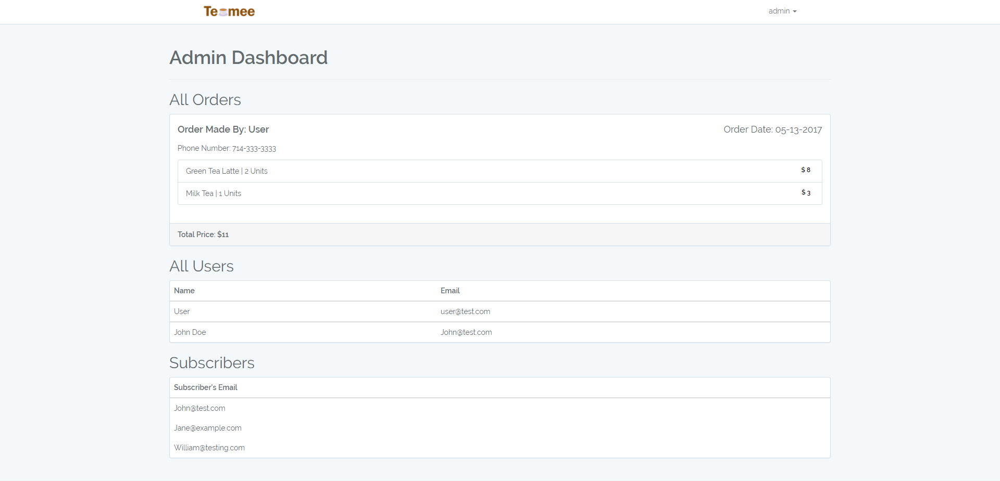 Teamee
admin
Admin Dashboard
All Orders
Order Made By: User
Order Date: 05-13-2017
Phone Number: 714-333-3333
Green Tea Latte | 2 Units
$ 8
Milk Tea | 1 Units
$ 3
Total Price: $11
All Users
Name
Email
User
user@test.com
John Doe
John@test.com
Subscribers
Subscriber's Email
John@test.com
Jane@example.com
William@testing.com